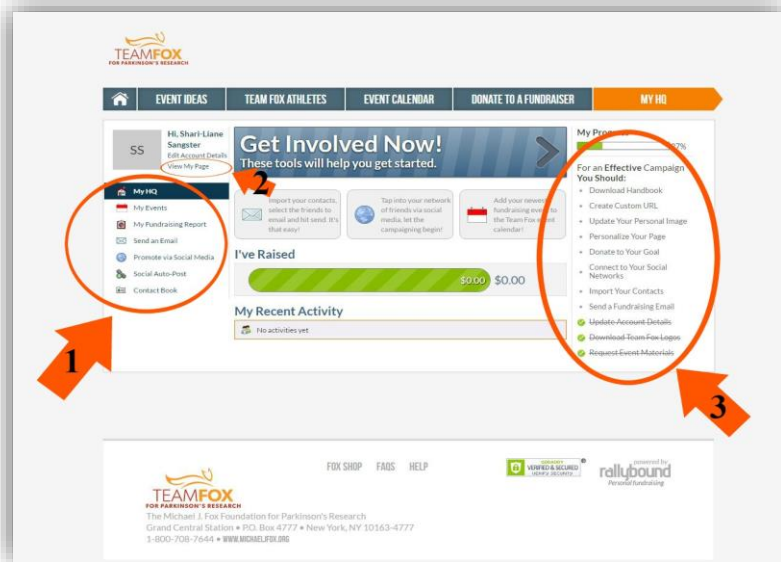 TEAMFOX
FOR PARKINSON'S RESEARCH
EVENT IDEAS
TEAM FOX ATHLETES
EVENT CALENDAR
DONATE TO A FUNDRAISER
MY HQ
SS
Hi, Shari-Liane
Sangster
Edit Account Details
View My Page
2
My HQ
My Events
My Fundraising Report
Send an Email
Promote via Social Media
Social Auto-Post
Contact Book
1
Get Involved Now!
These tools will help you get started.
Import your contacts,
select the friends to
email and hit send. It's
that easy!
Tap into your network
of friends via social
media, let the
campaigning begin!
Add your newest
fundraising event to
the Team Fox event
calendar!
I've Raised
$0.00 $0.00
My Recent Activity
No activities yet
My Progress
27%
For an Effective Campaign
You Should:
Download Handbook
Create Custom URL
Update Your Personal Image
Personalize Your Page
Donate to Your Goal
Connect to Your Social
Networks
Import Your Contacts
Send a Fundraising Email
Update Account Details
Download Team Fox Logos
Request Event Materials
3
FOX SHOP FAQS HELP
VERIFIED & SECURED
powered by
rallybound
Personal fundraising
TEAMFOX
FOR PARKINSON'S RESEARCH
The Michael J. Fox Foundation for Parkinson's Research
Grand Central Station • P.O. Box 4777 • New York, NY 10163-4777
1-800-708-7644 • WWW.MICHAELJFOX.ORG